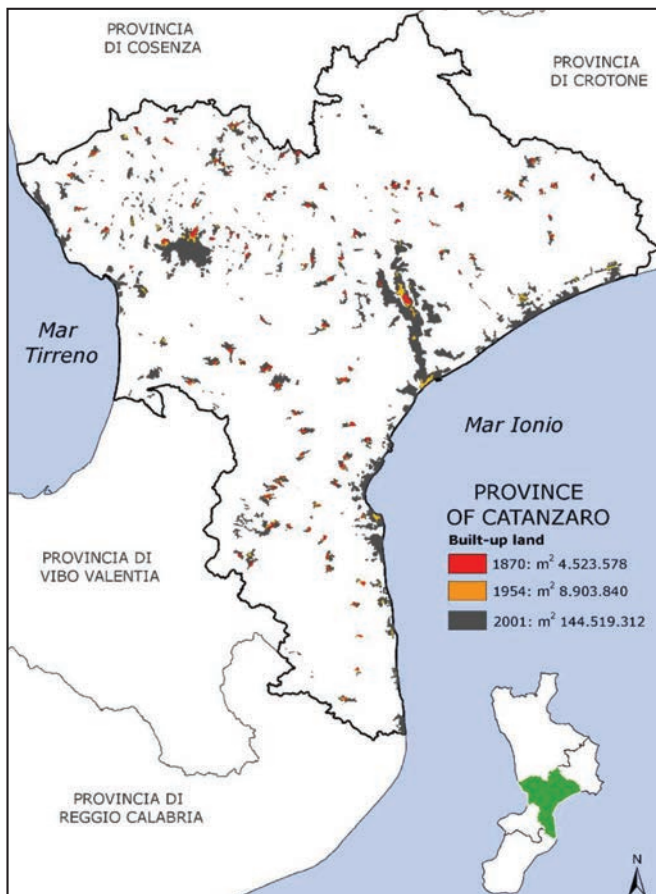 PROVINCIA
DI COSENZA
PROVINCIA
DI CROTONE
Mar
Tirreno
Mar Ionio
PROVINCE
OF CATANZARO
Built-up land
1870: m² 4.523.578
1954: m² 8.903.840
2001: m² 144.519.312
PROVINCIA DI
VIBO VALENTIA
PROVINCIA DI
REGGIO CALABRIA
N